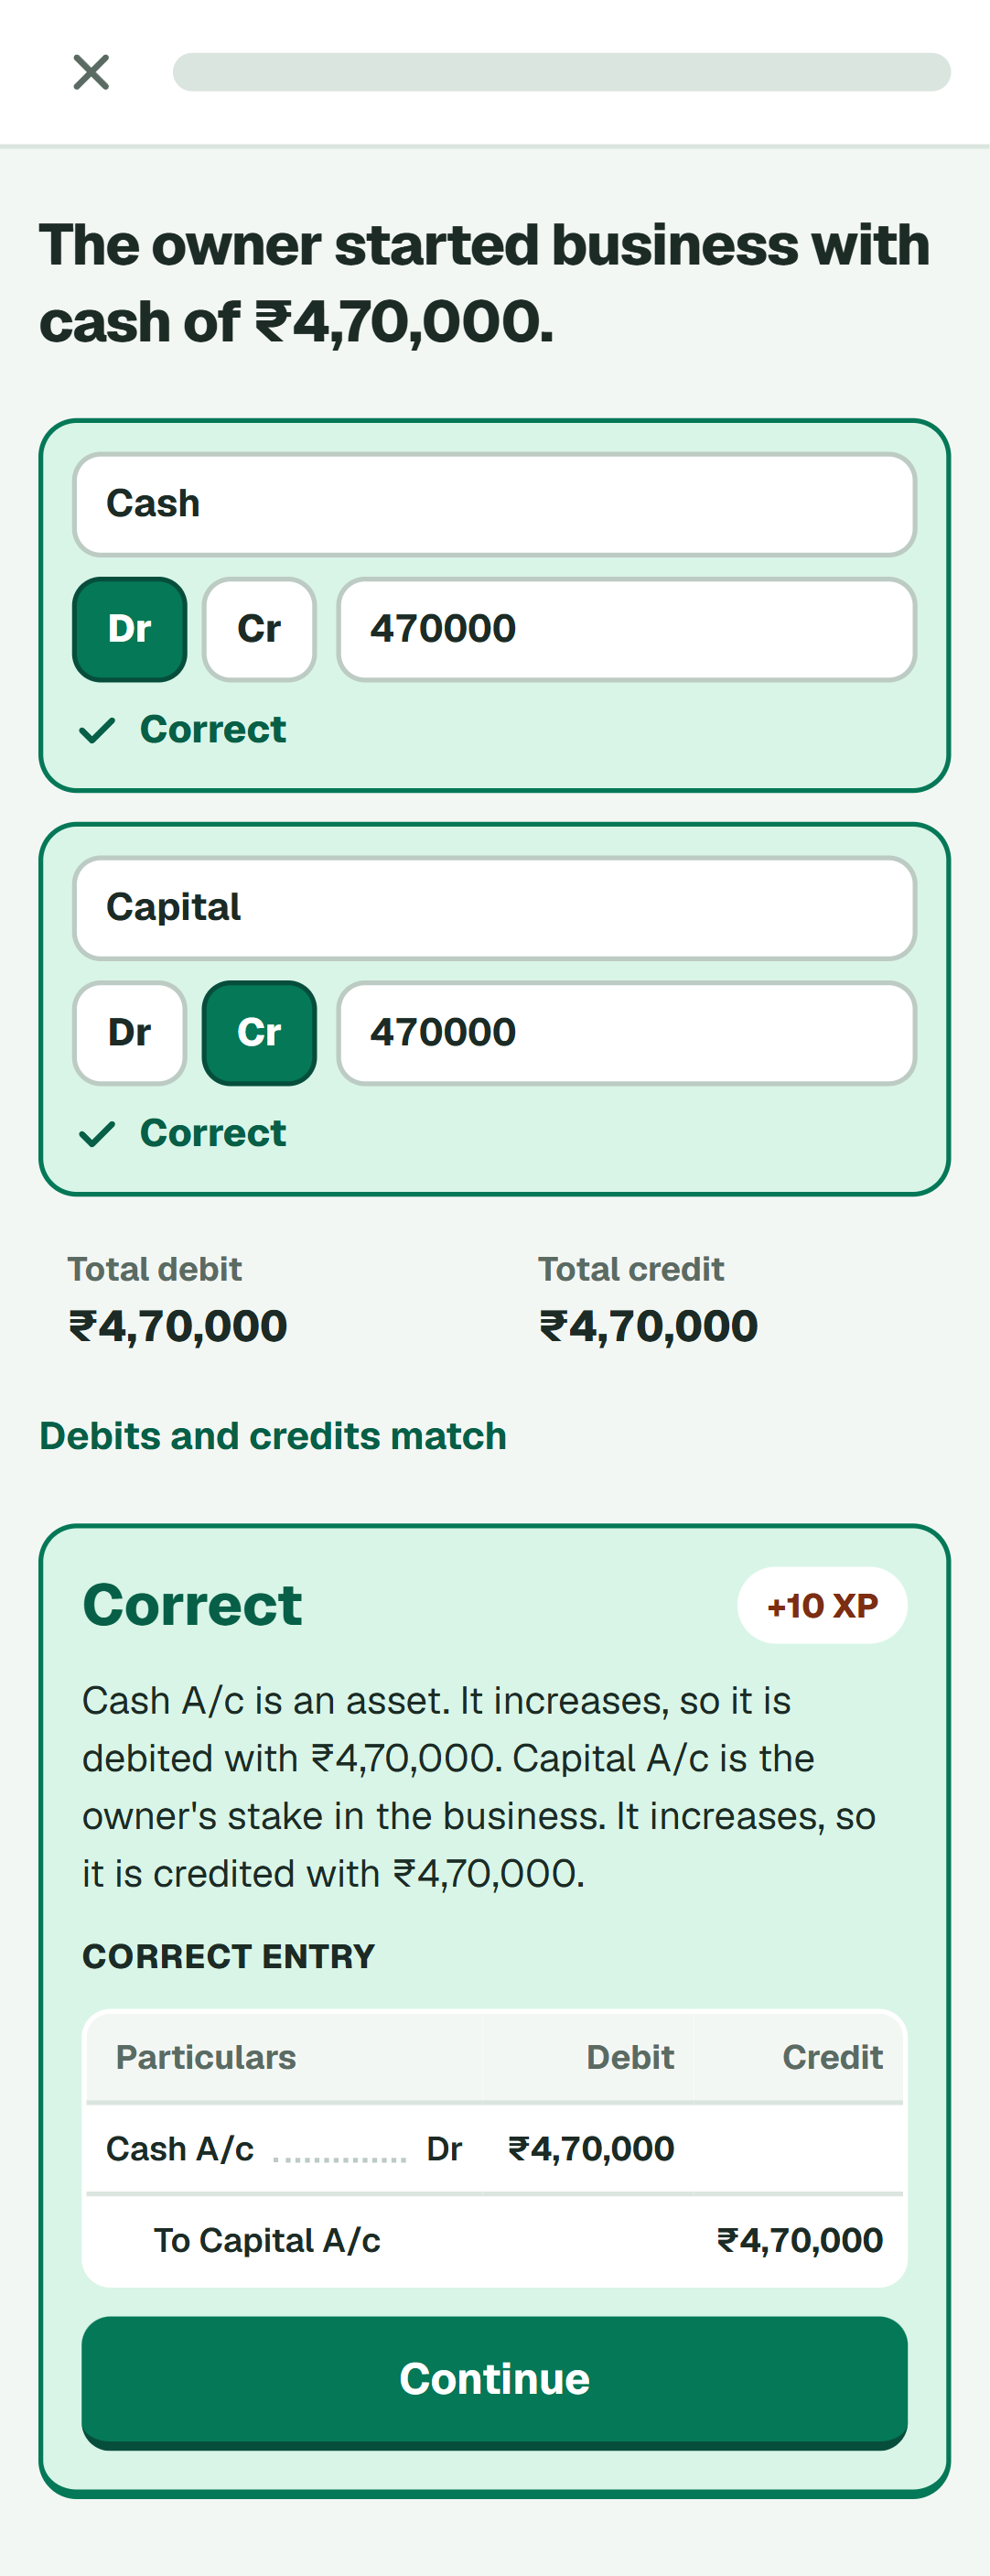 The owner started business with
cash of ₹4,70,000.
Cash
Dr Cr 470000
Correct
Capital
Dr Cr 470000
Correct
Total debit Total credit
₹4,70,000 ₹4,70,000
Debits and credits match
Correct +10 XP
Cash A/c is an asset. It increases, so it is
debited with ₹4,70,000. Capital A/c is the
owner's stake in the business. It increases, so
it is credited with ₹4,70,000.
CORRECT ENTRY
Particulars Debit Credit
Cash A/c Dr ₹4,70,000
To Capital A/c ₹4,70,000
Continue